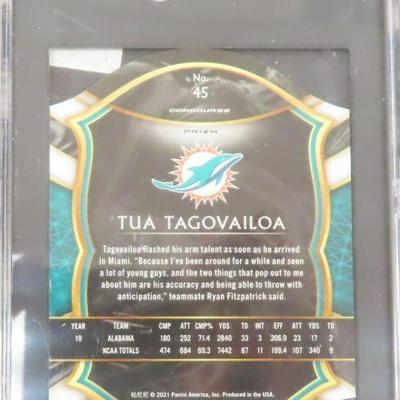 No.
45
CONCOURSE
PRIZM
TUA TAGOVAILOA
Tagovailoa flashed his arm talent as soon as he arrived
in Miami. “Because I’ve been around for a while and seen
a lot of young guys, and the two things that pop out to me
about him are his accuracy and being able to throw with
anticipation,” teammate Ryan Fitzpatrick said.
YEAR TEAM CMP ATT CMP% YDS TD INT EFF ATT YDS TD
19 ALABAMA 180 252 71.4 2840 33 3 206.9 23 17 2
NCAA TOTALS 474 684 69.3 7442 87 11 199.4 107 340 9
帕尼尼 © 2021 Panini America, Inc. Produced in the USA.